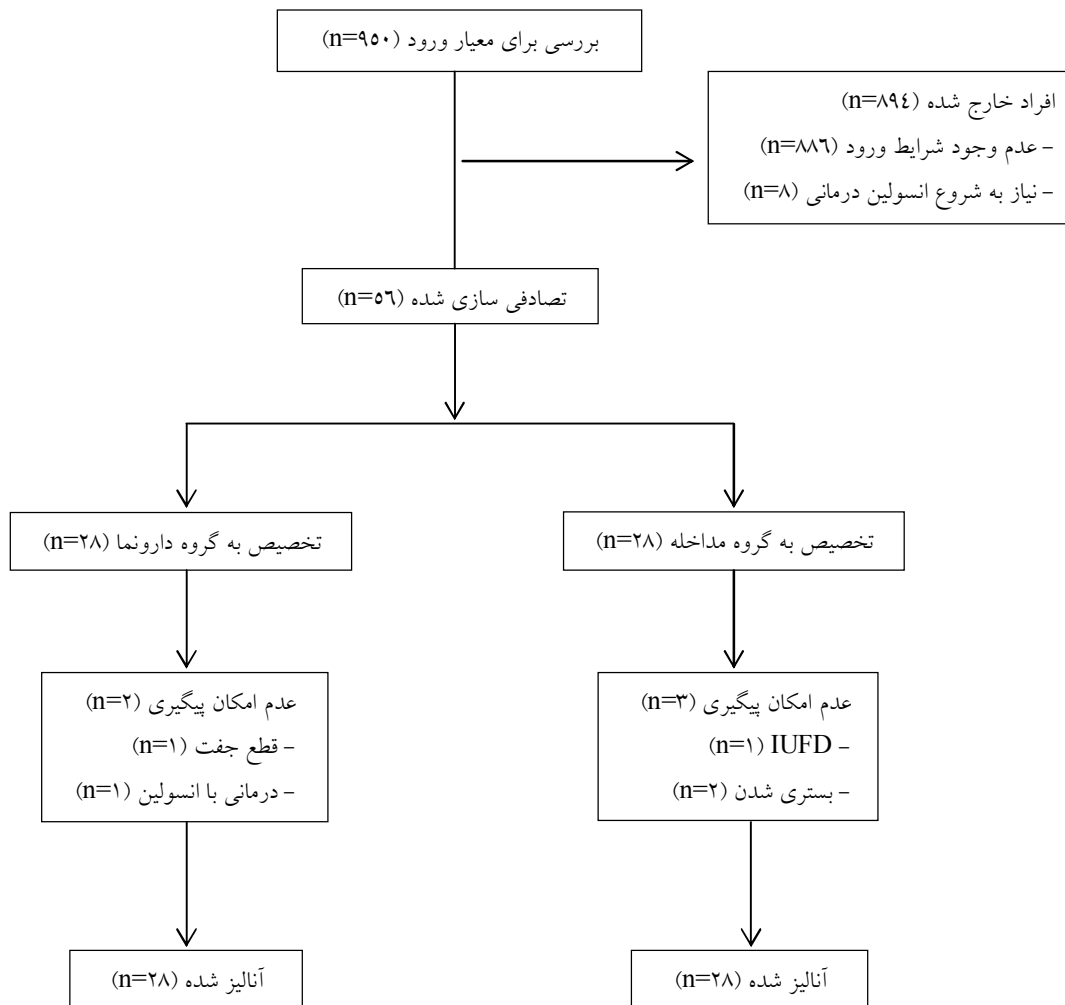 بررسی برای معیار ورود (n=۹۵۰)
افراد خارج شده (n=۸۹٤)
- عدم وجود شرایط ورود (n=۸۸٦)
- نیاز به شروع انسولین درمانی (n=۸)
تصادفی سازی شده (n=٥٦)
تخصیص به گروه مداخله (n=۲۸)
تخصیص به گروه دارونما (n=۲۸)
عدم امکان پیگیری (n=۳)
- IUFD (n=۱)
- بستری شدن (n=۲)
عدم امکان پیگیری (n=۲)
- قطع جفت (n=۱)
- درمانی با انسولین (n=۱)
آنالیز شده (n=۲۸)
آنالیز شده (n=۲۸)